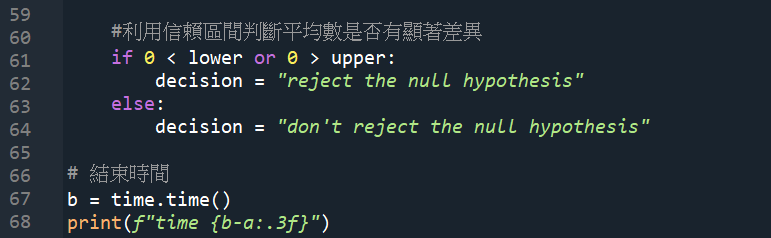 59
60 #利用信賴區間判斷平均數是否有顯著差異
61 if 0 < lower or 0 > upper:
62 decision = "reject the null hypothesis"
63 else:
64 decision = "don't reject the null hypothesis"
65
66 # 結束時間
67 b = time.time()
68 print(f"time {b-a:.3f}")